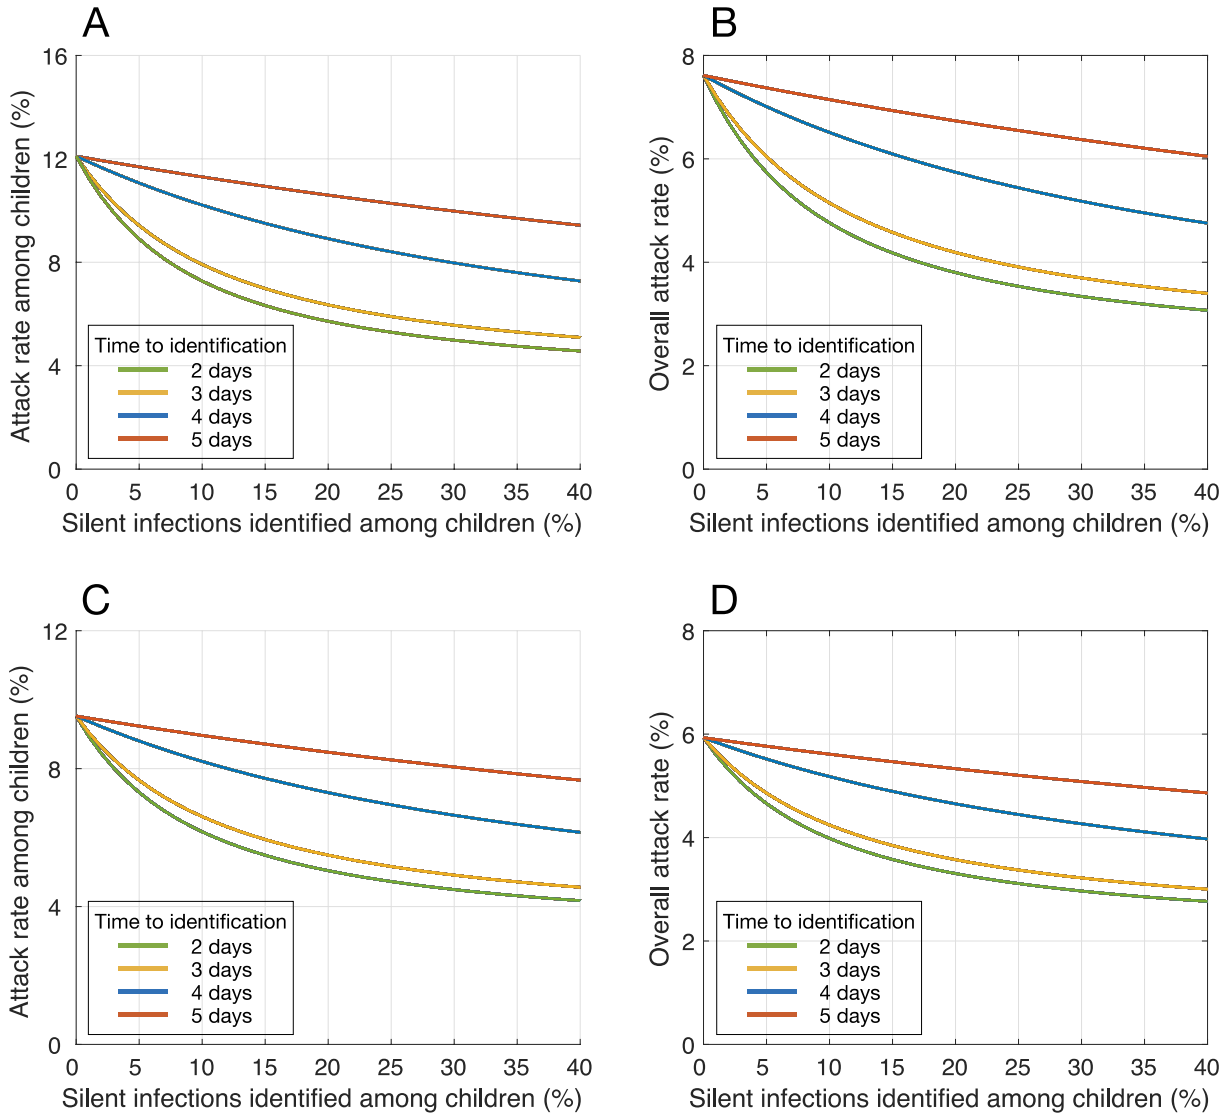 A
Attack rate among children (%)
16
12
8
4
0
Time to identification
2 days
3 days
4 days
5 days
0 5 10 15 20 25 30 35 40
Silent infections identified among children (%)
B
Overall attack rate (%)
8
6
4
2
0
Time to identification
2 days
3 days
4 days
5 days
0 5 10 15 20 25 30 35 40
Silent infections identified among children (%)
C
Attack rate among children (%)
12
8
4
0
Time to identification
2 days
3 days
4 days
5 days
0 5 10 15 20 25 30 35 40
Silent infections identified among children (%)
D
Overall attack rate (%)
8
6
4
2
0
Time to identification
2 days
3 days
4 days
5 days
0 5 10 15 20 25 30 35 40
Silent infections identified among children (%)